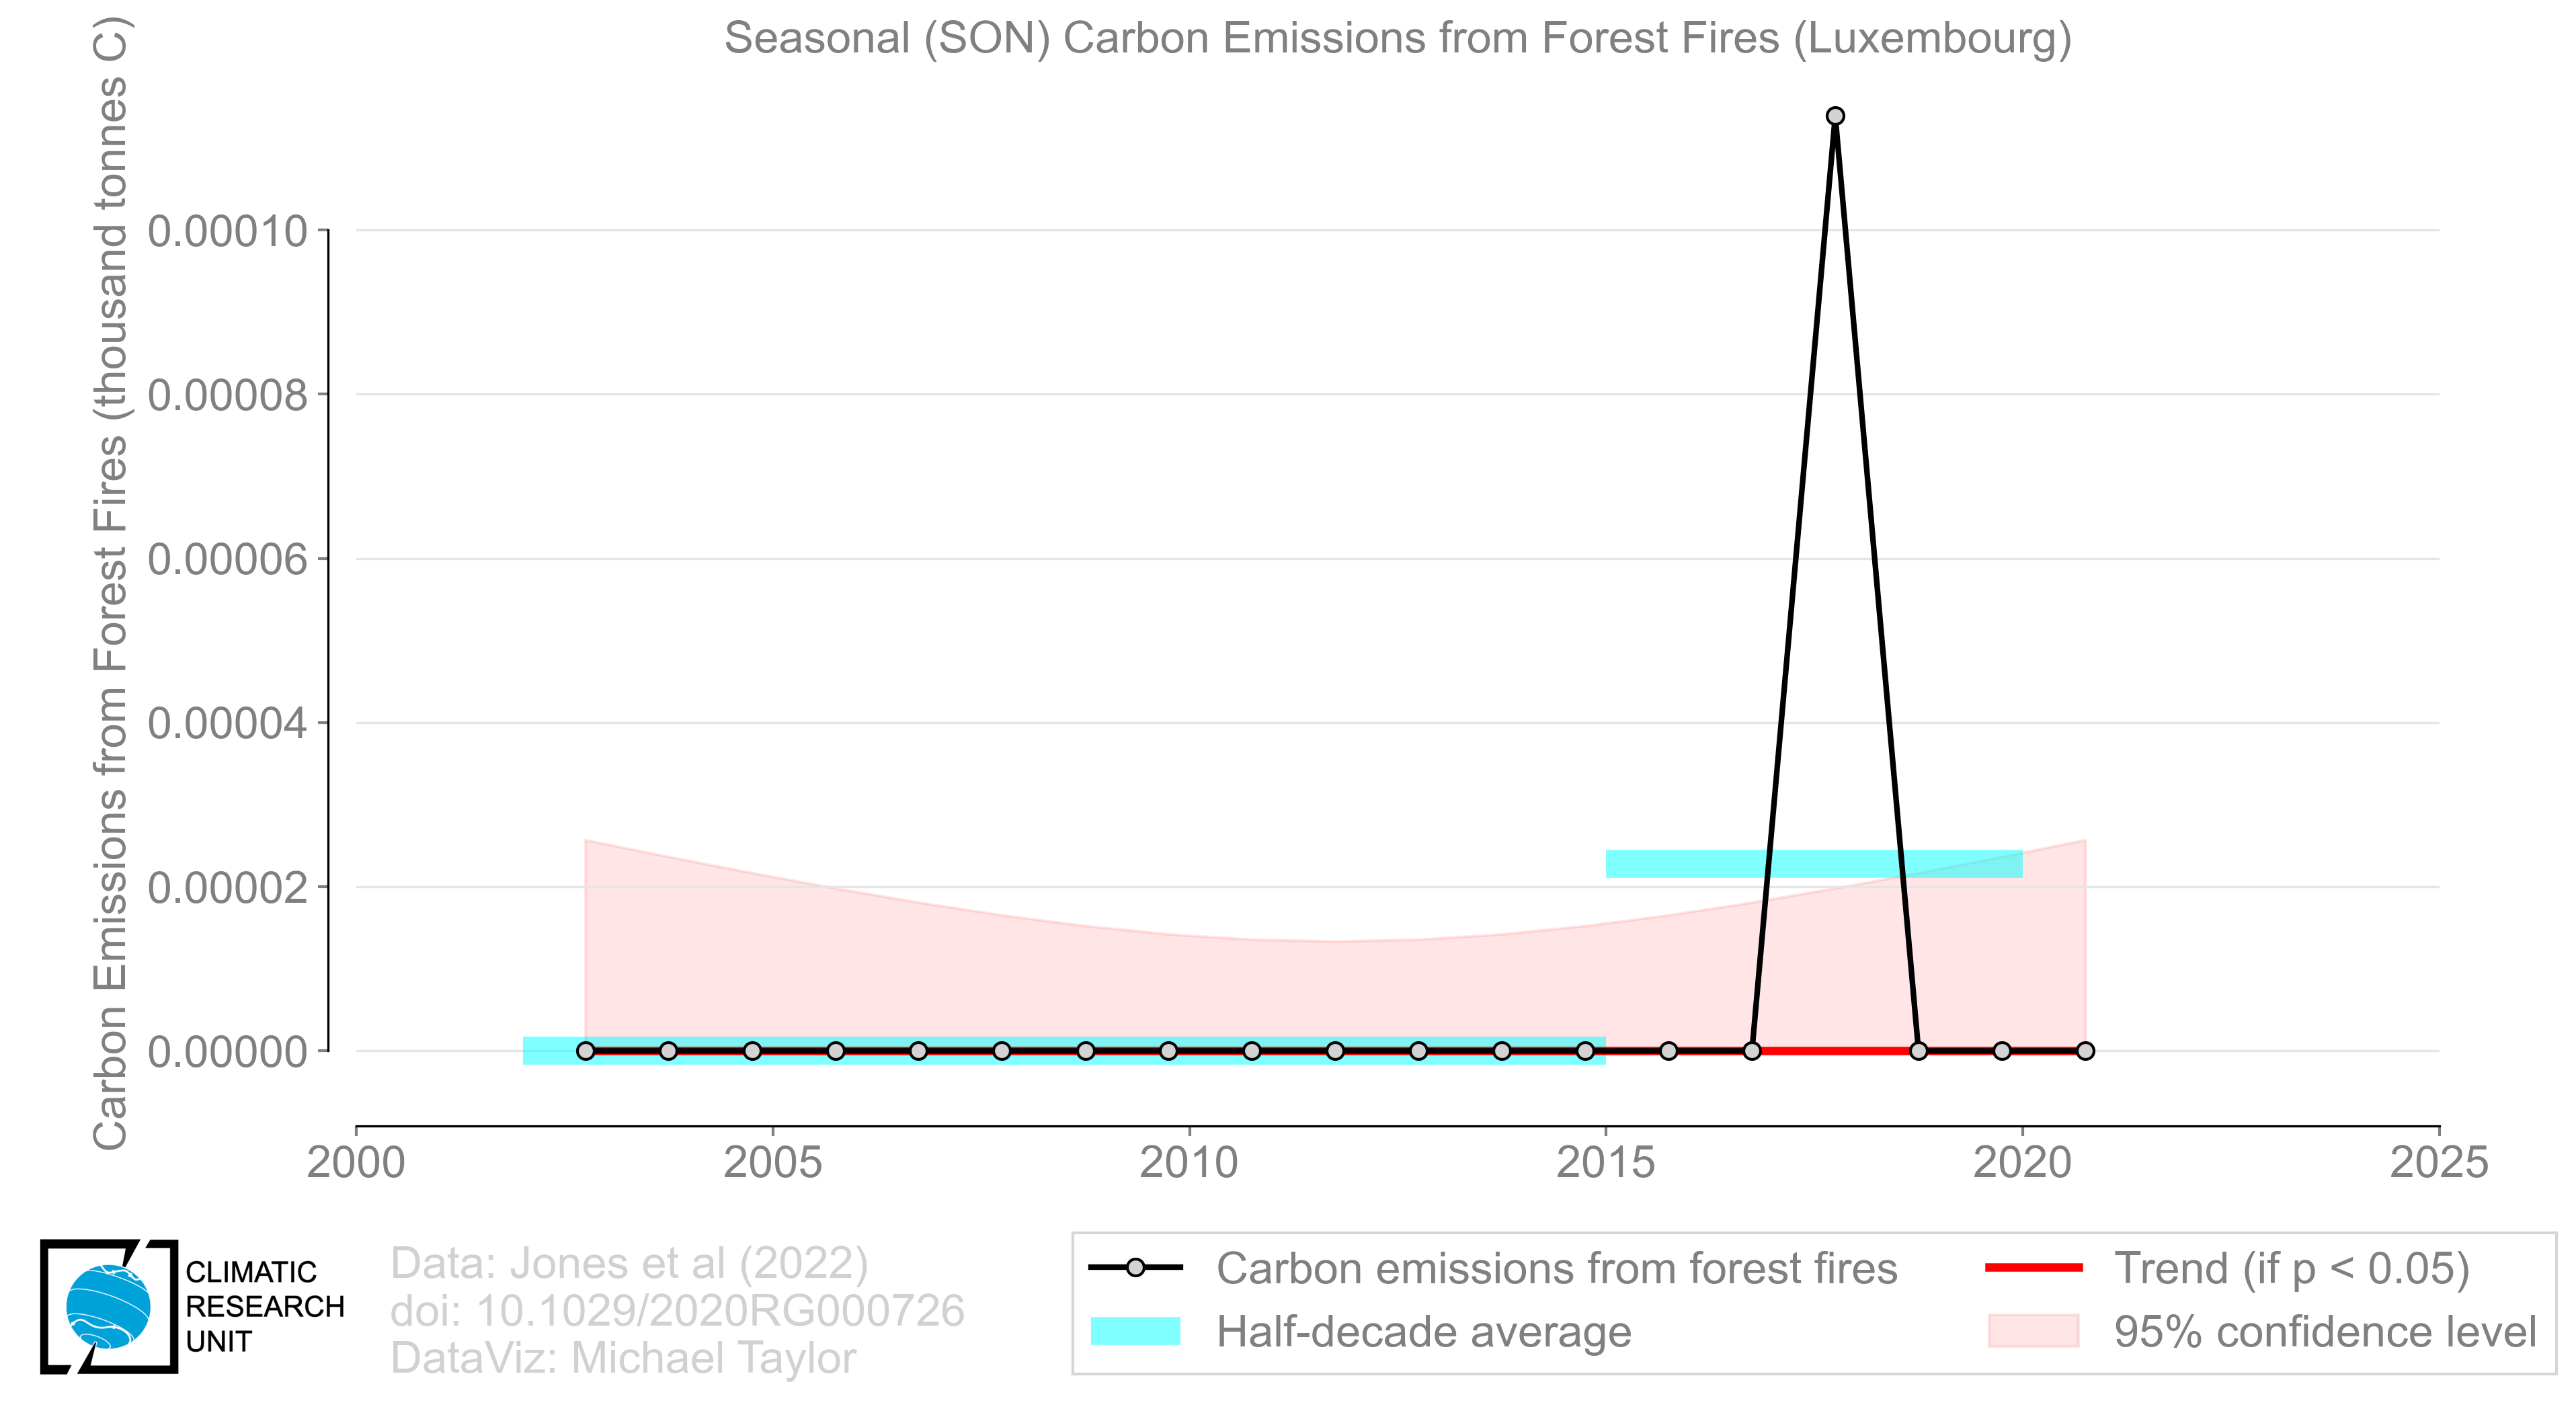 Seasonal (SON) Carbon Emissions from Forest Fires (Luxembourg)
Carbon Emissions from Forest Fires (thousand tonnes C)
0.00010
0.00008
0.00006
0.00004
0.00002
0.00000
2000 2005 2010 2015 2020 2025
CLIMATIC
RESEARCH
UNIT
Data: Jones et al (2022)
doi: 10.1029/2020RG000726
DataViz: Michael Taylor
Carbon emissions from forest fires
Half-decade average
Trend (if p < 0.05)
95% confidence level